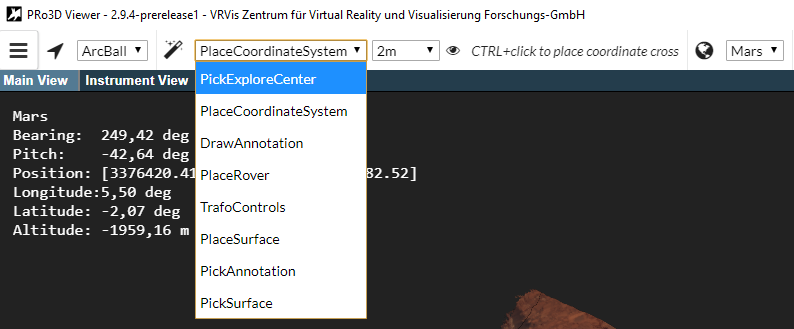 PRo3D Viewer - 2.9.4-prerelease1 - VRVis Zentrum für Virtual Reality und Visualisierung Forschungs-GmbH
ArcBall PlaceCoordinateSystem 2m CTRL+click to place coordinate cross Mars
Main View Instrument View
PickExploreCenter
PlaceCoordinateSystem
DrawAnnotation
PlaceRover
TrafoControls
PlaceSurface
PickAnnotation
PickSurface
Mars
Bearing: 249,42 deg
Pitch: -42,64 deg
Position: [3376420.41 82.52]
Longitude:5,50 deg
Latitude: -2,07 deg
Altitude: -1959,16 m